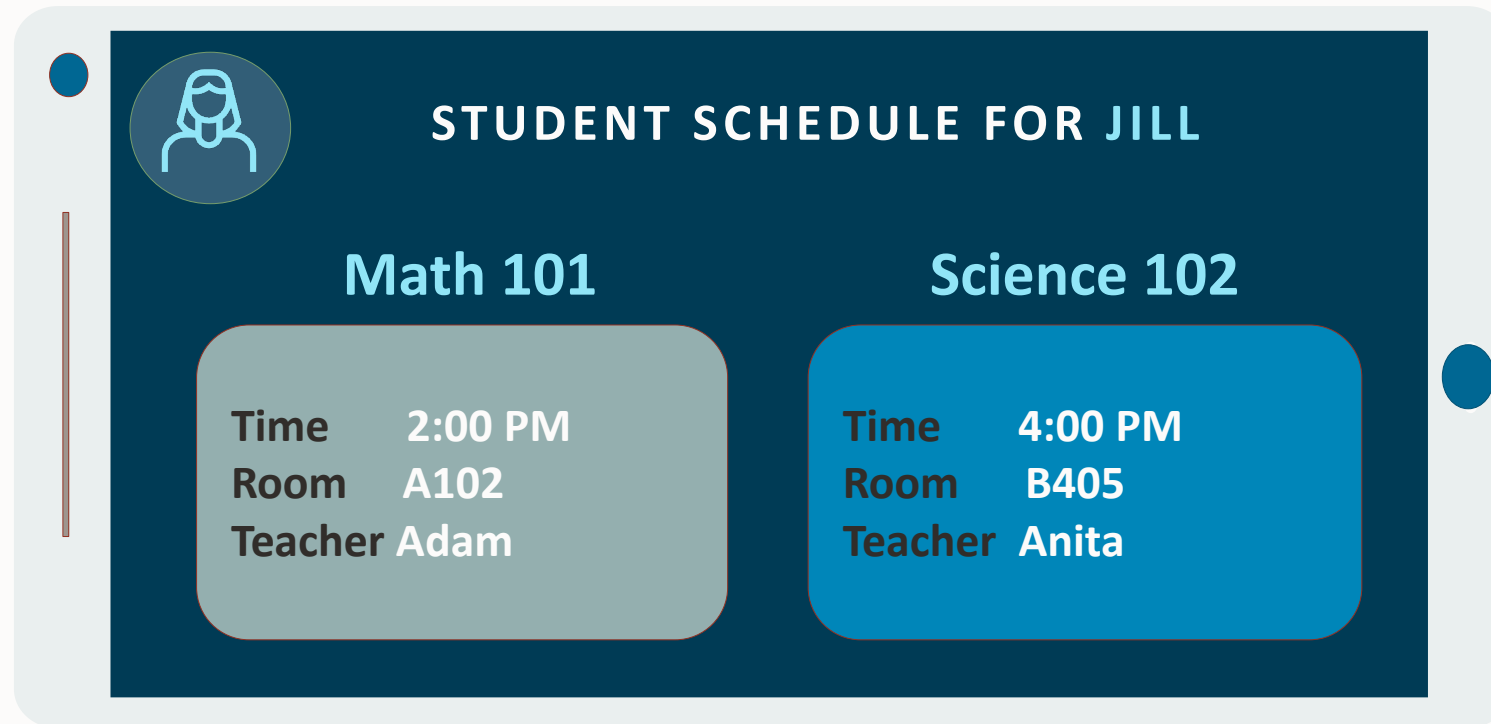 STUDENT SCHEDULE FOR JILL
Math 101
Time 2:00 PM
Room A102
Teacher Adam
Science 102
Time 4:00 PM
Room B405
Teacher Anita